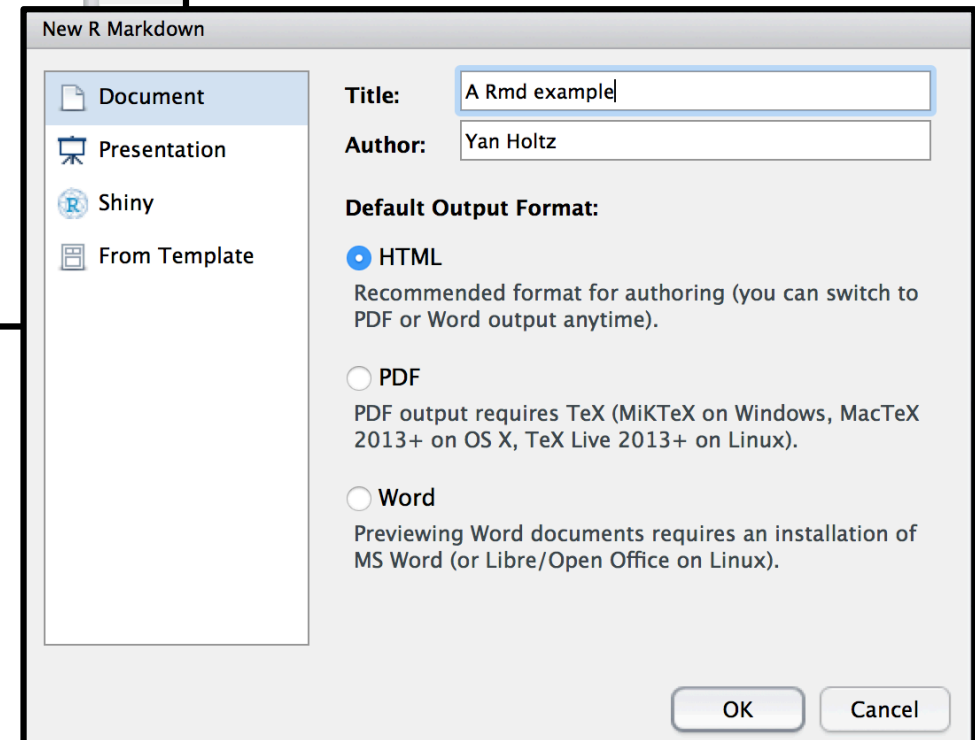 New R Markdown
Document
Presentation
Shiny
From Template
Title: A Rmd example
Author: Yan Holtz
Default Output Format:
HTML
Recommended format for authoring (you can switch to
PDF or Word output anytime).
PDF
PDF output requires TeX (MiKTeX on Windows, MacTeX
2013+ on OS X, TeX Live 2013+ on Linux).
Word
Previewing Word documents requires an installation of
MS Word (or Libre/Open Office on Linux).
OK Cancel